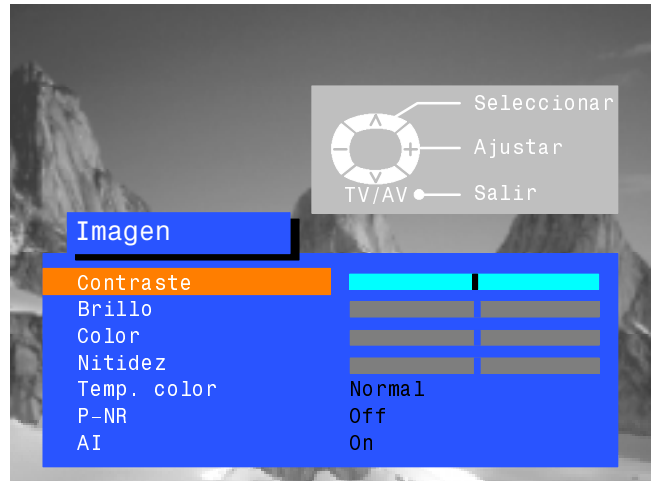 Seleccionar
Ajustar
TV/AV Salir
Imagen
Contraste
Brillo
Color
Nitidez
Temp. color Normal
P-NR Off
AI On